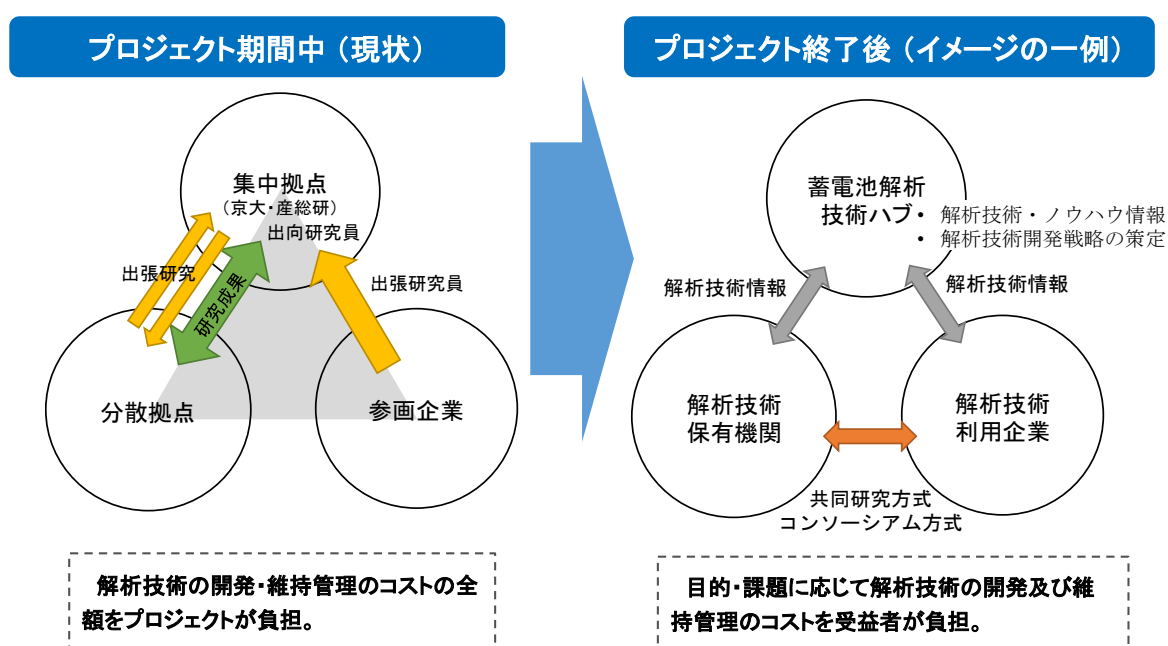 プロジェクト期間中（現状）
集中拠点
（京大・産総研）
出向研究員
出張研究
研究成果
出張研究員
分散拠点
参画企業
解析技術の開発・維持管理のコストの全
額をプロジェクトが負担。
プロジェクト終了後（イメージの一例）
蓄電池解析
技術ハブ
• 解析技術・ノウハウ情報
• 解析技術開発戦略の策定
解析技術情報
解析技術情報
解析技術
保有機関
解析技術
利用企業
共同研究方式
コンソーシアム方式
目的・課題に応じて解析技術の開発及び維
持管理のコストを受益者が負担。